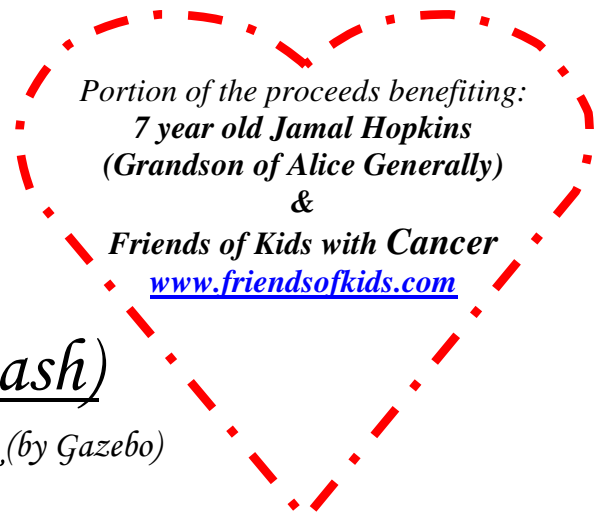 Portion of the proceeds benefiting:
7 year old Jamal Hopkins
(Grandson of Alice Generally)
&
Friends of Kids with Cancer
www.friendsofkids.com
ash)
(by Gazebo)